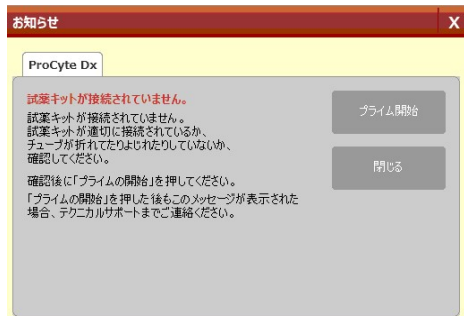 お知らせ
X
ProCyte Dx
試薬キットが接続されていません。
試薬キットが接続されていません。
試薬キットが適切に接続されているか、
チューブが折れてたりよじれたりしていないか、
確認してください。
確認後に「プライムの開始」を押してください。
「プライムの開始」を押した後もこのメッセージが表示された
場合、テクニカルサポートまでご連絡ください。
プライム開始
閉じる